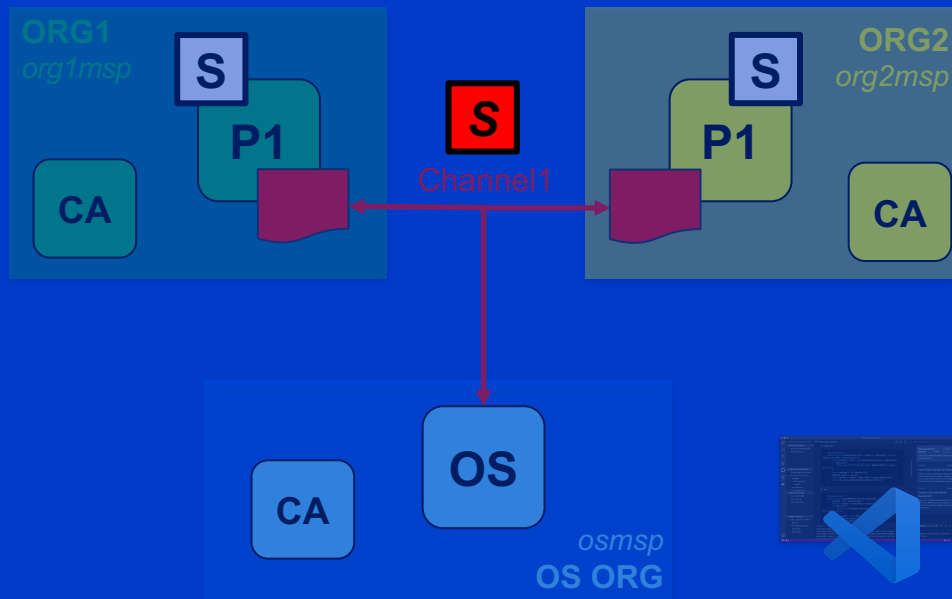 ORG1
org1msp
S
P1
CA
S
Channel1
S
P1
ORG2
org2msp
CA
OS
CA
osmsp
OS ORG